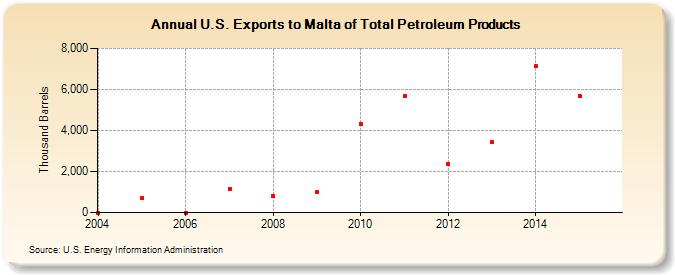 Annual U.S. Exports to Malta of Total Petroleum Products
Thousand Barrels
8,000
6,000
4,000
2,000
0
2004 2006 2008 2010 2012 2014
Source: U.S. Energy Information Administration